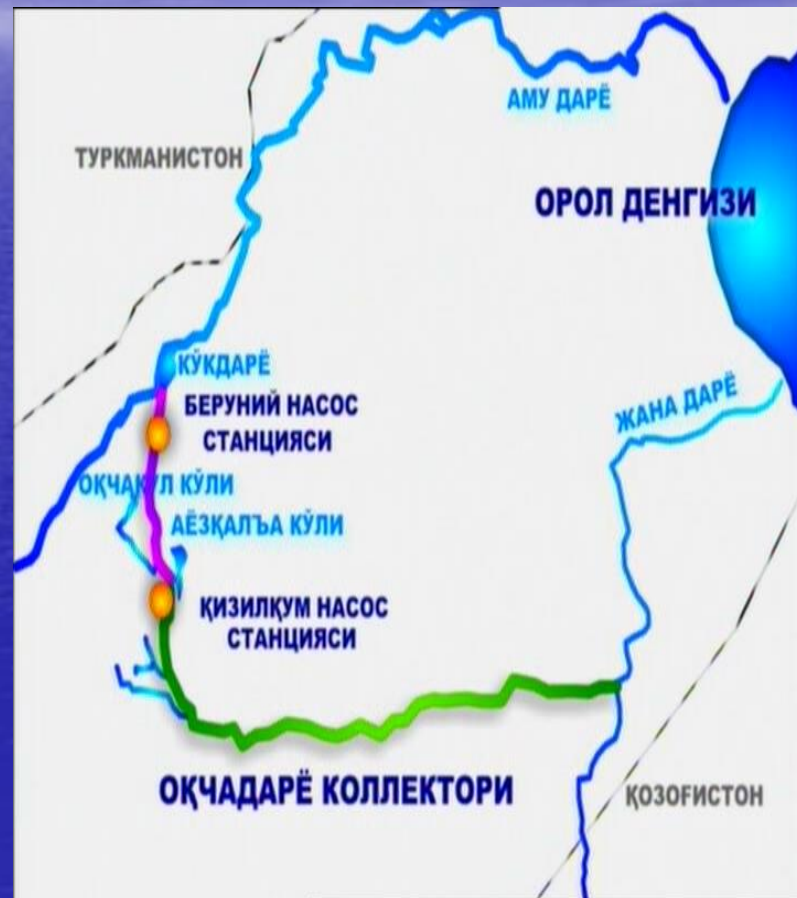 АМУ ДАРЁ
ТУРКМАНИСТОН
ОРОЛ ДЕНГИЗИ
КЎКДАРЁ
ЖАНА ДАРЁ
БЕРУНИЙ НАСОС
СТАНЦИЯСИ
ОҚЧАКУЛ КЎЛИ
АЁЗҚАЛЪА КЎЛИ
ҚИЗИЛҚУМ НАСОС
СТАНЦИЯСИ
ОҚЧАДАРЁ КОЛЛЕКТОРИ
ҚОЗОҒИСТОН